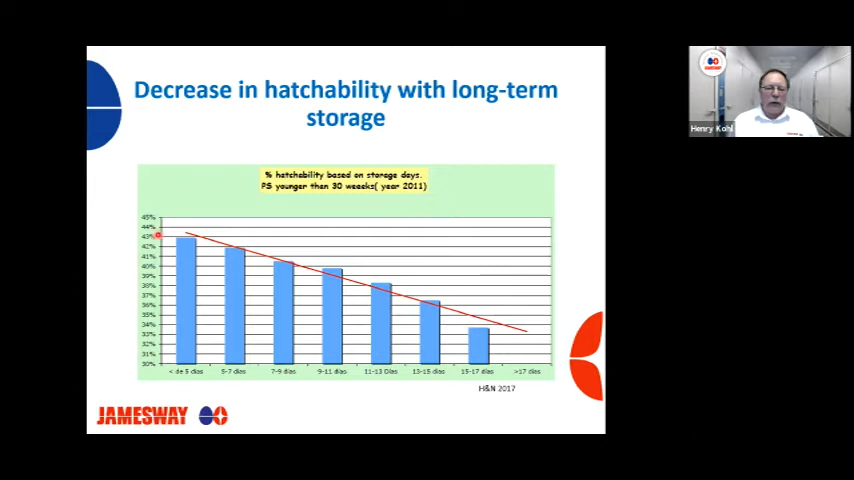 Decrease in hatchability with long-term
storage
% hatchability based on storage days.
PS younger than 30 weeeks( year 2011)
45%
44%
43%
42%
41%
40%
39%
38%
37%
36%
35%
34%
33%
32%
31%
30%
< de 5 dias
5-7 dias
7-9 dias
9-11 dias
11-13 Dias
13-15 dias
15-17 dias
>17 dias
H&N 2017
JAMESWAY
JAMESWAY
Henry Kohl